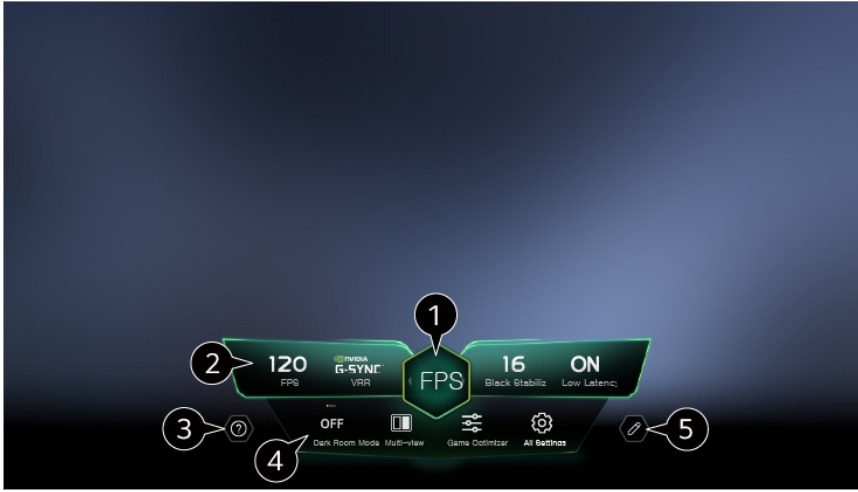 1
2
120
FPS
NVIDIA
G-SYNC
VRR
FPS
16
Black Stabiliz
ON
Low Latenc
3
?
OFF
Dark Room Mode
Multi-view
Game Optimizer
All Settings
5
4